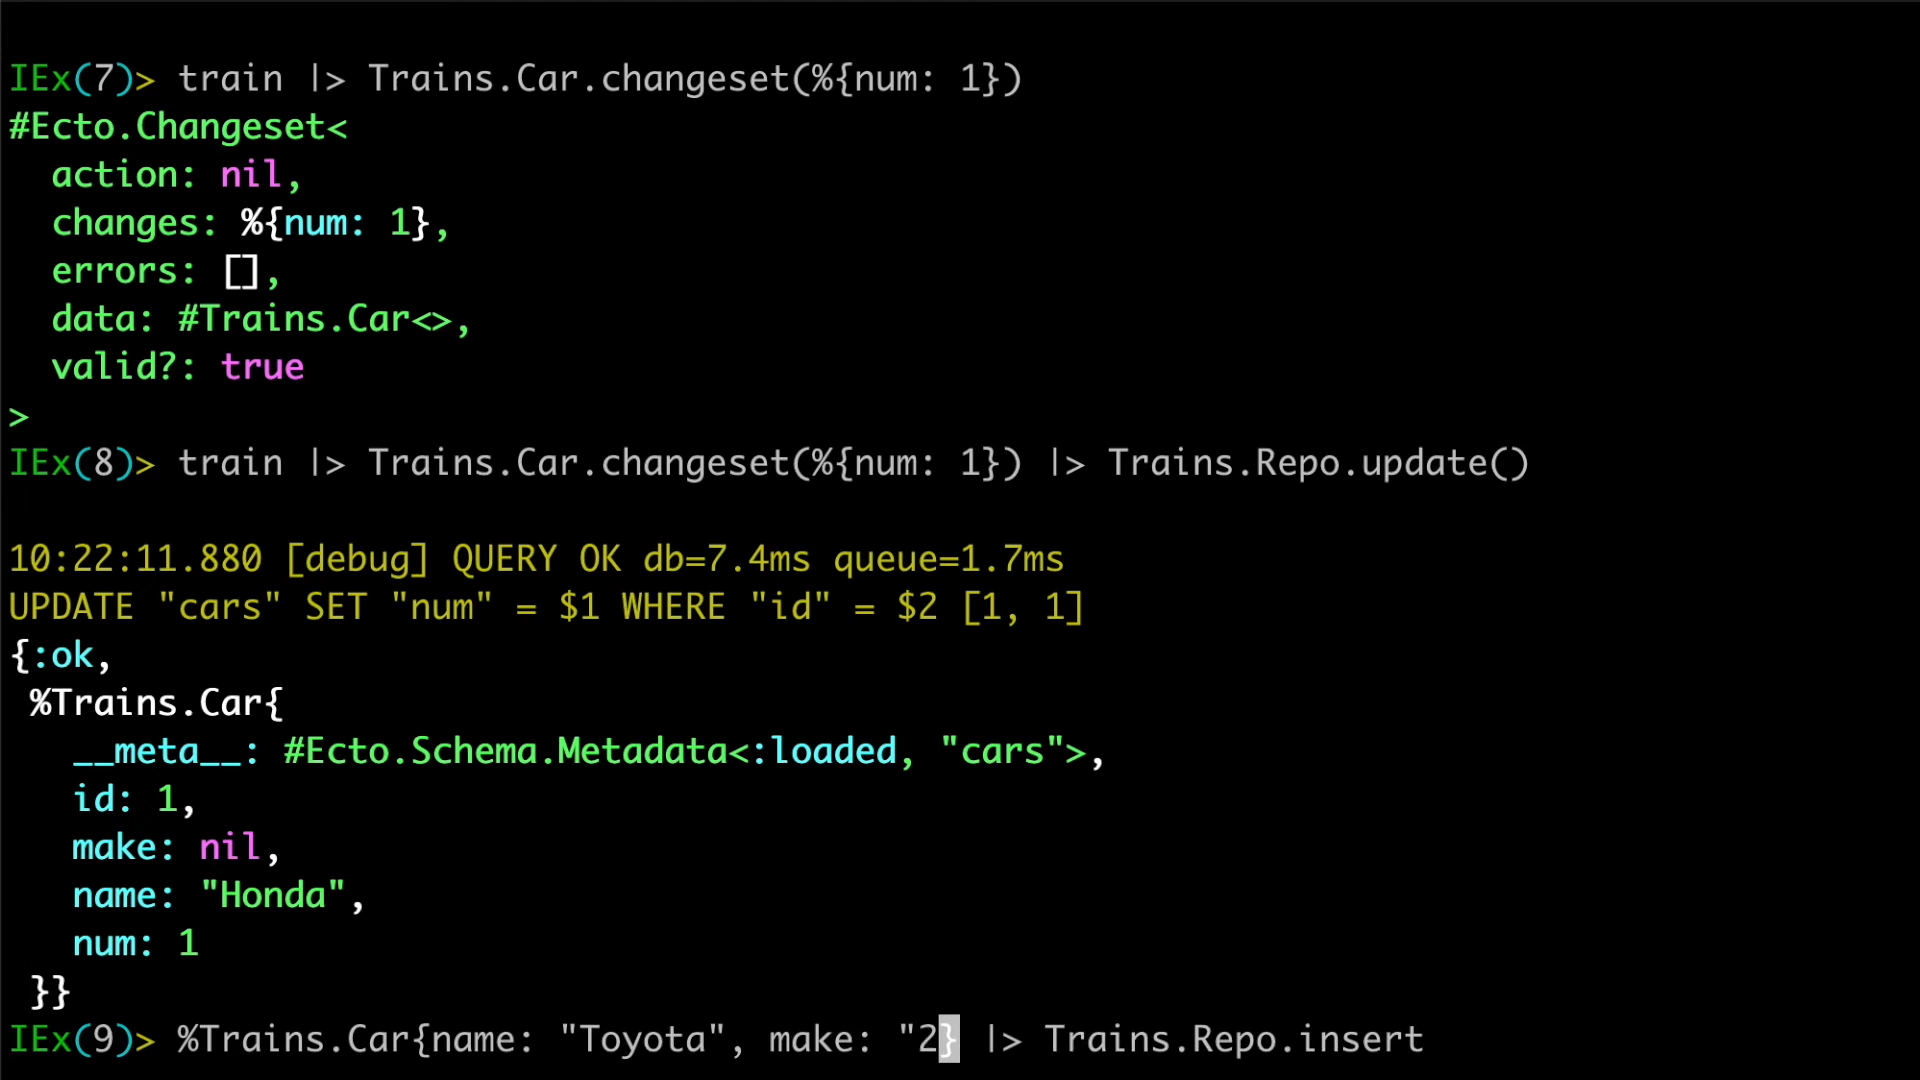 IEx(7)> train |> Trains.Car.changeset(%{num: 1})
#Ecto.Changeset<
  action: nil,
  changes: %{num: 1},
  errors: [],
  data: #Trains.Car<>,
  valid?: true
>
IEx(8)> train |> Trains.Car.changeset(%{num: 1}) |> Trains.Repo.update()
10:22:11.880 [debug] QUERY OK db=7.4ms queue=1.7ms
UPDATE "cars" SET "num" = $1 WHERE "id" = $2 [1, 1]
{:ok,
 %Trains.Car{
   __meta__: #Ecto.Schema.Metadata<:loaded, "cars">,
   id: 1,
   make: nil,
   name: "Honda",
   num: 1
 }}
IEx(9)> %Trains.Car{name: "Toyota", make: "2} |> Trains.Repo.insert